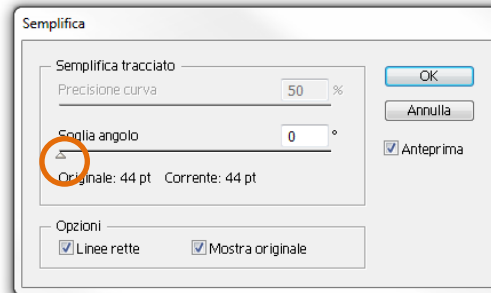 Semplifica
Semplifica tracciato
Precisione curva 50 %
Soglia angolo 0 °
Originale: 44 pt Corrente: 44 pt
OK
Annulla
Anteprima
Opzioni
Linee rette Mostra originale